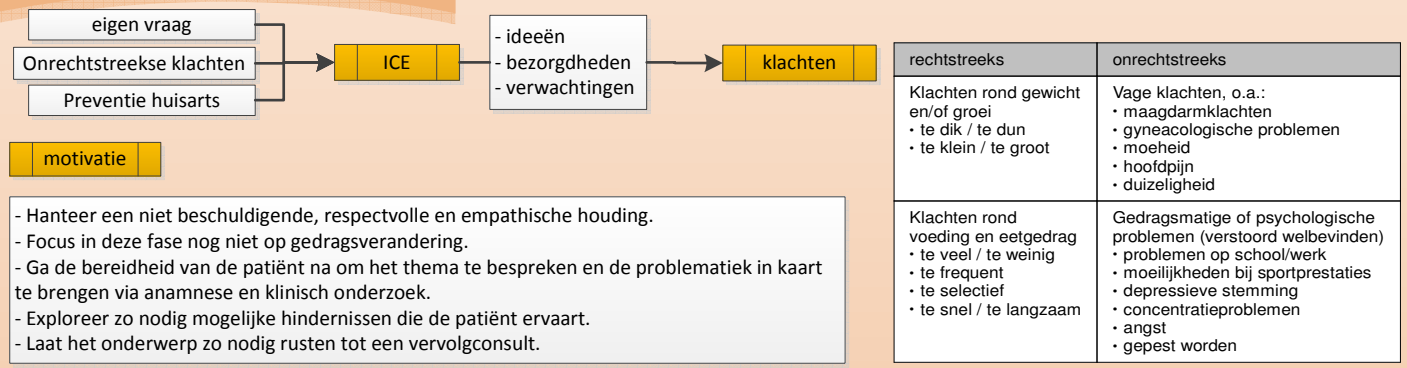 eigen vraag
Onrechtstreekse klachten
Preventie huisarts
ICE
- ideeën
- bezorgdheden
- verwachtingen
klachten
motivatie
- Hanteer een niet beschuldigende, respectvolle en empathische houding.
- Focus in deze fase nog niet op gedragsverandering.
- Ga de bereidheid van de patiënt na om het thema te bespreken en de problematiek in kaart
te brengen via anamnese en klinisch onderzoek.
- Exploreer zo nodig mogelijke hindernissen die de patiënt ervaart.
- Laat het onderwerp zo nodig rusten tot een vervolgconsult.
rechtstreeks
onrechtstreeks
Klachten rond gewicht
en/of groei
• te dik / te dun
• te klein / te groot
Vage klachten, o.a.:
• maagdarmklachten
• gyneacologische problemen
• moeheid
• hoofdpijn
• duizeligheid
Klachten rond
voeding en eetgedrag
• te veel / te weinig
• te frequent
• te selectief
• te snel / te langzaam
Gedragsmatige of psychologische
problemen (verstoord welbevinden)
• problemen op school/werk
• moeilijkheden bij sportprestaties
• depressieve stemming
• concentratieproblemen
• angst
• gepest worden